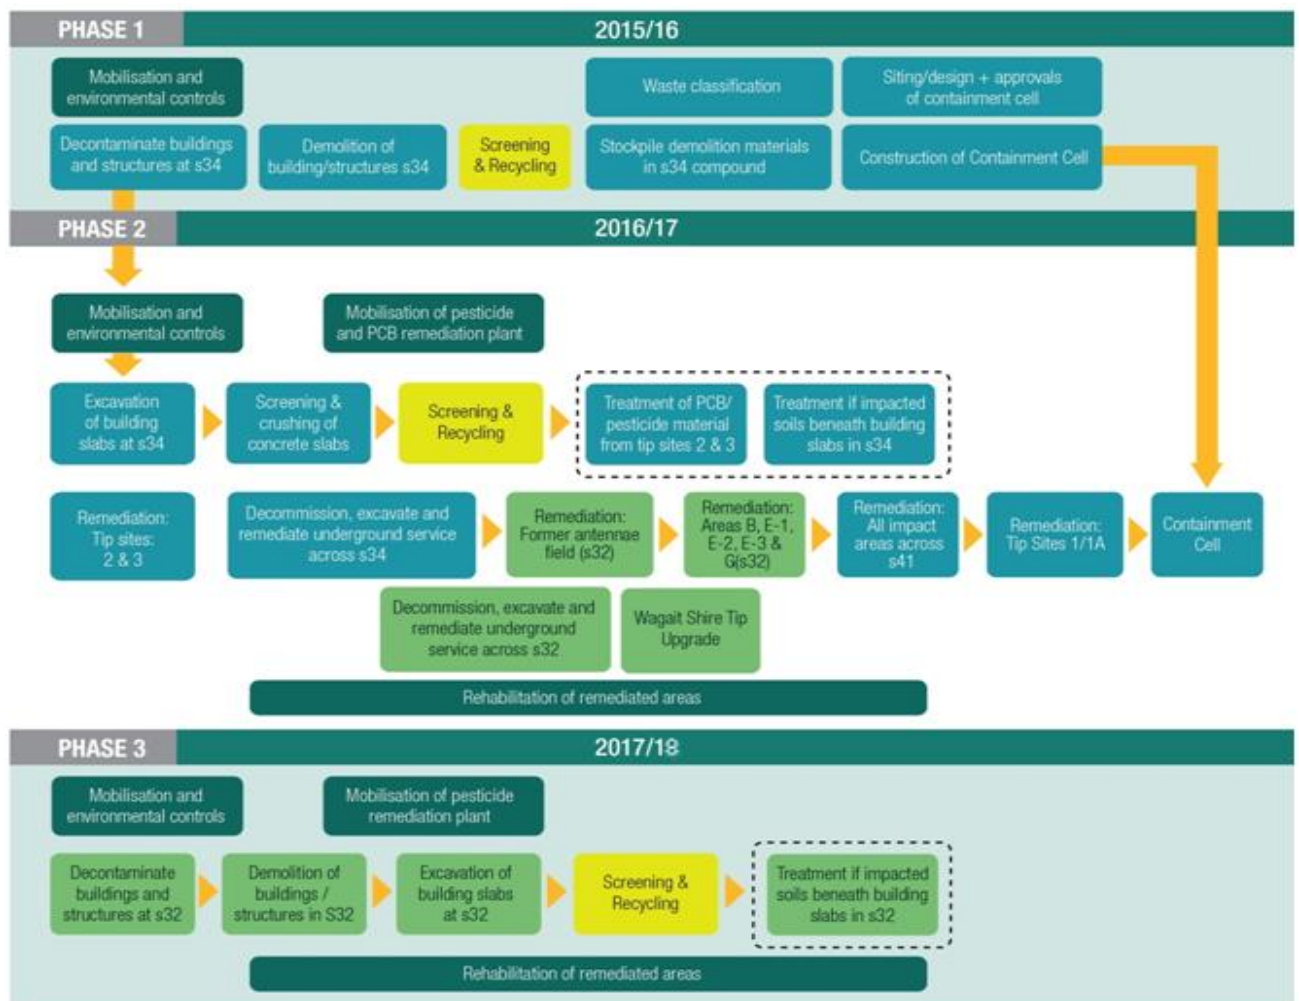 PHASE 1
2015/16
Mobilisation and
environmental controls
Waste classification
Siting/design + approvals
of containment cell
Decontaminate buildings
and structures at s34
Demolition of
building/structures s34
Screening
& Recycling
Stockpile demolition materials
in s34 compound
Construction of Containment Cell
PHASE 2
2016/17
Mobilisation and
environmental controls
Mobilisation of pesticide
and PCB remediation plant
Excavation
of building
slabs at s34
Screening &
crushing of
concrete slabs
Screening &
Recycling
Treatment of PCB/
pesticide material
from tip sites 2 & 3
Treatment if impacted
soils beneath building
slabs in s34
Remediation:
Tip sites:
2 & 3
Decommission, excavate and
remediate underground service
across s34
Remediation:
Former antennae
field (s32)
Remediation:
Areas B, E-1,
E-2, E-3 &
G(s32)
Remediation:
All impact
areas across
s41
Remediation:
Tip Sites 1/1A
Containment
Cell
Decommission, excavate and
remediate underground
service across s32
Wagait Shire Tip
Upgrade
Rehabilitation of remediated areas
PHASE 3
2017/18
Mobilisation and
environmental controls
Mobilisation of pesticide
remediation plant
Decontaminate
buildings and
structures at s32
Demolition of
buildings /
structures in S32
Excavation of
building slabs
at s32
Screening &
Recycling
Treatment if impacted
soils beneath building
slabs in s32
Rehabilitation of remediated areas